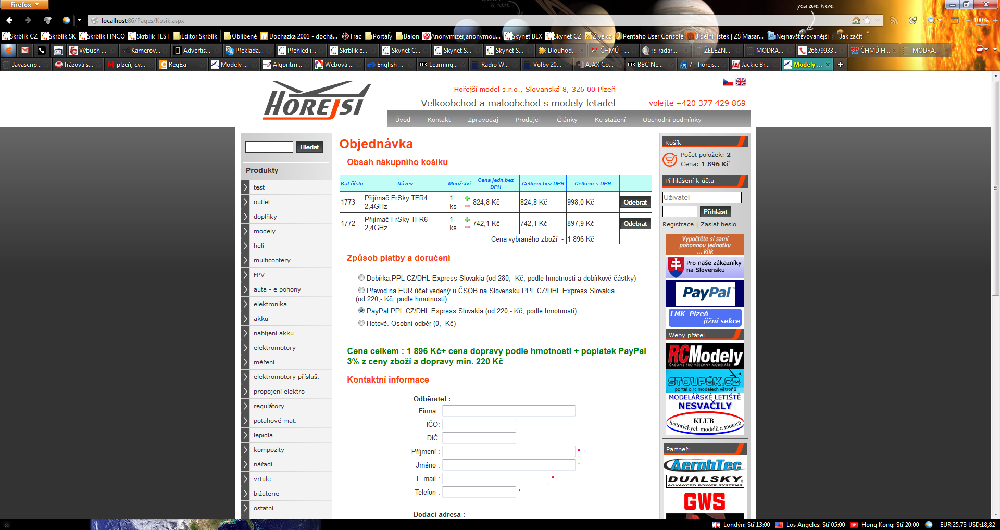 Firefox
is here
you are here
localhost:86/Pages/Kosik.aspx
100%
Skrblík CZ
Skrblík SK
Skrblík FINCO
Skrblík TEST
Editor Skrblík
Oblíbené
Dochazka 2001 - dochá...
Trac
Portály
Balon
Anonymizer,anonymou...
Skynet BEX
Skynet CZ
Živě.cz
Pentaho User Console
Jídelní lístek | ZŠ Masar...
Nejnavštěvovanější
Jak začít
Výbuch ...
Kamerov...
Advertis...
Překlada...
Přehled i...
Skrblik e...
Skynet C...
Skynet S...
Skynet S...
Dlouhod...
ČHMÚ - ...
::: radar....
ŽELEZN...
MODRA...
26679933...
ČHMÚ H...
MODRA...
ABP
Javascrip...
frázová s...
plzeň, cv...
RegExr
Modely ...
Algoritm...
Webová ...
English ...
BBC Learning...
Radio W...
Volby 20...
AJAX Co...
BBC BBC Ne...
/ - horejs...
Jackie Br...
Modely ...
HOŘEJŠÍ
Hořejší model s.r.o., Slovanská 8, 326 00 Plzeň
Velkoobchod a maloobchod s modely letadel
volejte +420 377 429 869
Úvod
Kontakt
Zpravodaj
Prodejci
Články
Ke stažení
Obchodní podmínky
Hledat
Produkty
test
outlet
doplňky
modely
heli
multicoptery
FPV
auta - e pohony
elektronika
akku
nabíjení akku
elektromotory
měření
elektromotory přísluš.
propojení elektro
regulátory
potahové mat.
lepidla
kompozity
nářadí
vrtule
bižuterie
ostatní
Objednávka
Obsah nákupního košíku
Kat.číslo Název Množství Cena jedn.bez DPH Celkem bez DPH Celkem s DPH
1773 Přijímač FrSky TFR4 2,4GHz 1 ks 824,8 Kč 824,8 Kč 998,0 Kč Odebrat
1772 Přijímač FrSky TFR6 2,4GHz 1 ks 742,1 Kč 742,1 Kč 897,9 Kč Odebrat
Cena vybraného zboží - 1 896 Kč
Způsob platby a doručení
Dobírka.PPL CZ/DHL Express Slovakia (od 280,- Kč, podle hmotnosti a dobírkové částky)
Převod na EUR účet vedený u ČSOB na Slovensku.PPL CZ/DHL Express Slovakia
(od 220,- Kč, podle hmotnosti)
PayPal.PPL CZ/DHL Express Slovakia (od 220,- Kč, podle hmotnosti)
Hotově. Osobní odběr (0,- Kč)
Cena celkem : 1 896 Kč+ cena dopravy podle hmotnosti + poplatek PayPal
3% z ceny zboží a dopravy min. 220 Kč
Kontaktní informace
Odběratel :
Firma :
IČO:
DIČ:
Příjmení : *
Jméno : *
E-mail : *
Telefon : *
Dodací adresa :
Košík
Počet položek: 2
Cena: 1 896 Kč
Přihlášení k účtu
Uživatel
Přihlásit
Registrace | Zaslat heslo
Vypočtěte si sami
pohonnou jednotku
... klik
Pro naše zákazníky
na Slovensku
PayPal
LMK Plzeň
- jižní sekce
Weby přátel
RCModely
ČASOPIS PRO VŠECHNY MODELÁŘE
STOUPÁK.CZ
portal o rc modelech větroňů
MODELÁŘSKÉ LETIŠTĚ
NESVAČILY
KLUB
historických modelů a motorů
Partneři
AerobTec
DUALSKY
ADVANCED POWER SYSTEMS
GWS
Londýn: Stř 13:00
Los Angeles: Stř 05:00
Hong Kong: Stř 20:00
EUR:25,73 USD:18,82